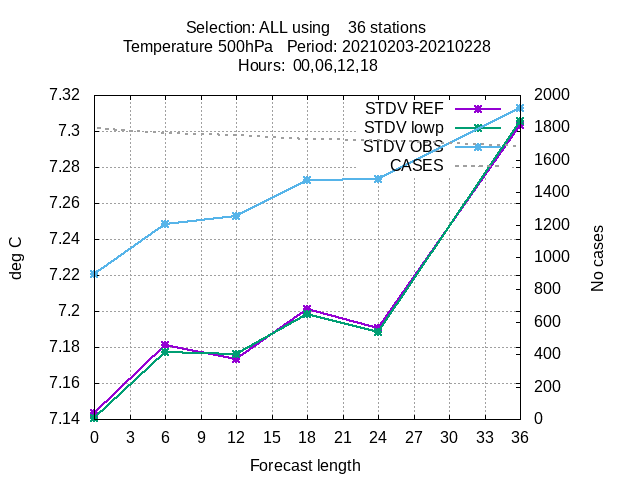 Selection: ALL using    36 stations
Temperature 500hPa   Period: 20210203-20210228
Hours: 00,06,12,18
7.32
7.3
7.28
7.26
7.24
7.22
7.2
7.18
7.16
7.14
deg C
STDV REF
STDV lowp
STDV OBS
CASES
2000
1800
1600
1400
1200
1000
800
600
400
200
0
No cases
0 3 6 9 12 15 18 21 24 27 30 33 36
Forecast length